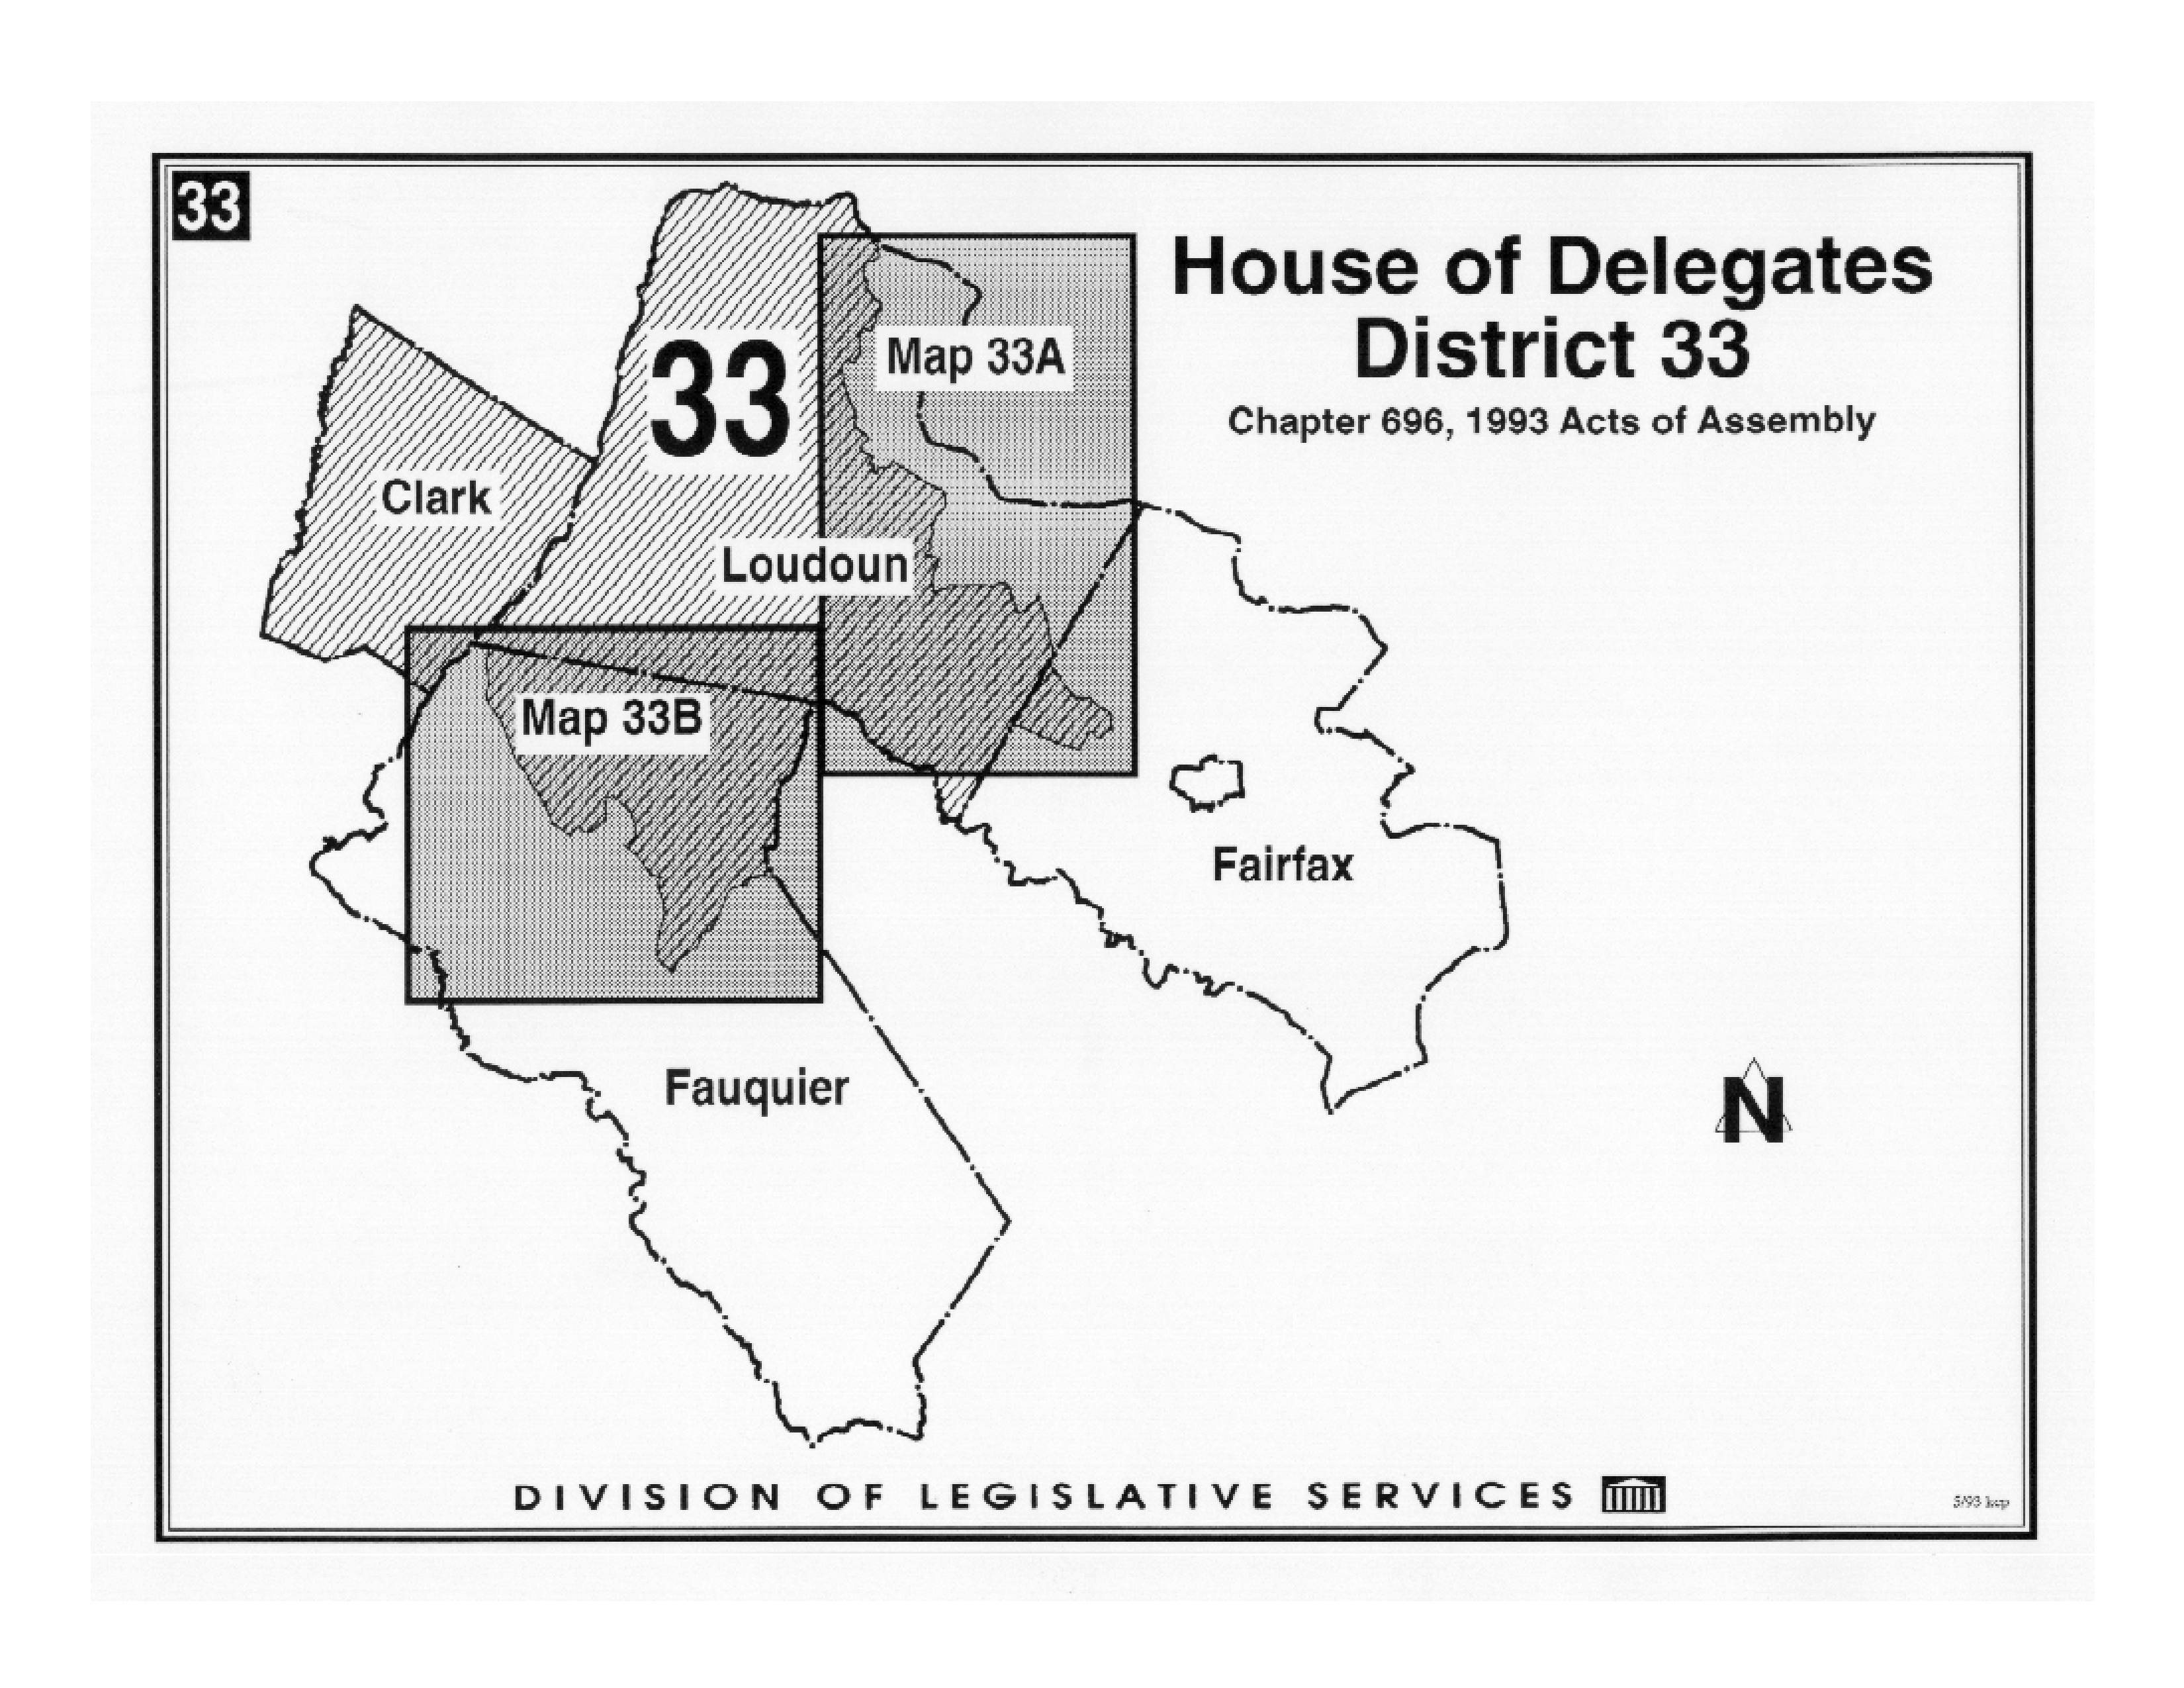 33
House of Delegates
District 33
Chapter 696, 1993 Acts of Assembly
Map 33A
33
Clark
Loudoun
Map 33B
Fairfax
Fauquier
N
DIVISION OF LEGISLATIVE SERVICES
5/93 kcp